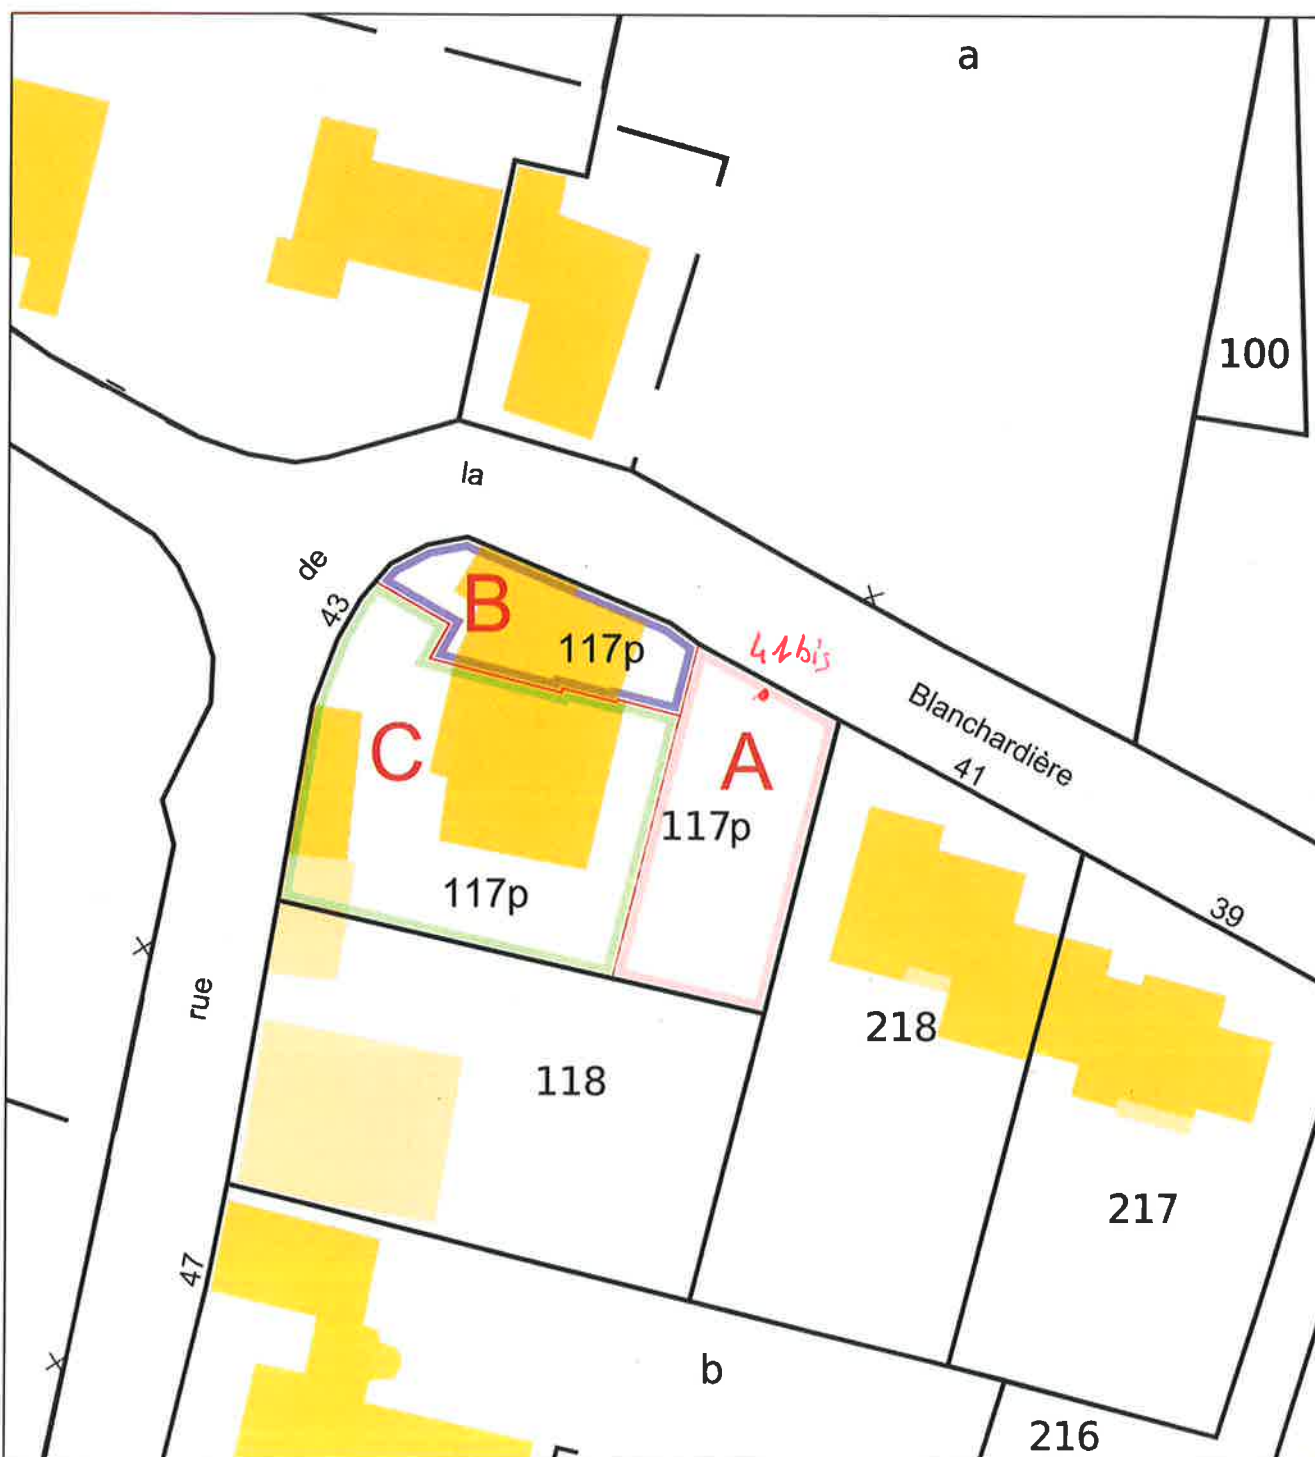 a
100
la
de
43
B
117p
41bis
Blanchardière
41
C
A
117p
117p
39
rue
218
118
217
47
b
216